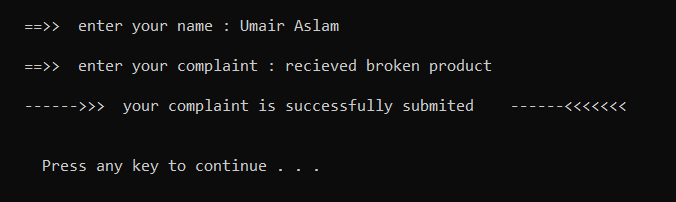 ==>>  enter your name : Umair Aslam
==>>  enter your complaint : recieved broken product
------>>>  your complaint is successfully submited    ------<<<<<<<
Press any key to continue . . .